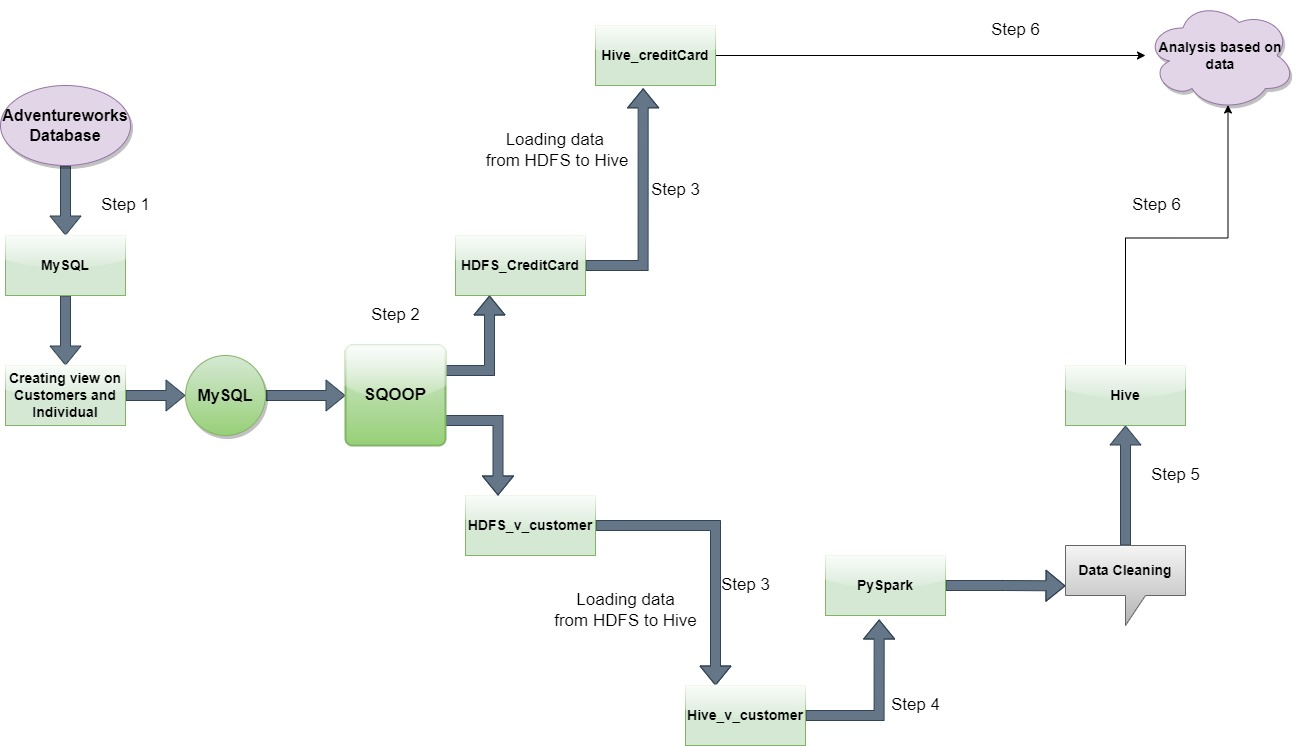 Step 6
Hive_creditCard
Analysis based on
data
Adventureworks
Database
Loading data
from HDFS to Hive
Step 3
Step 1
Step 6
MySQL
HDFS_CreditCard
Step 2
Creating view on
Customers and
Individual
MySQL
SQOOP
Hive
Step 5
HDFS_v_customer
Data Cleaning
Step 3
PySpark
Loading data
from HDFS to Hive
Step 4
Hive_v_customer